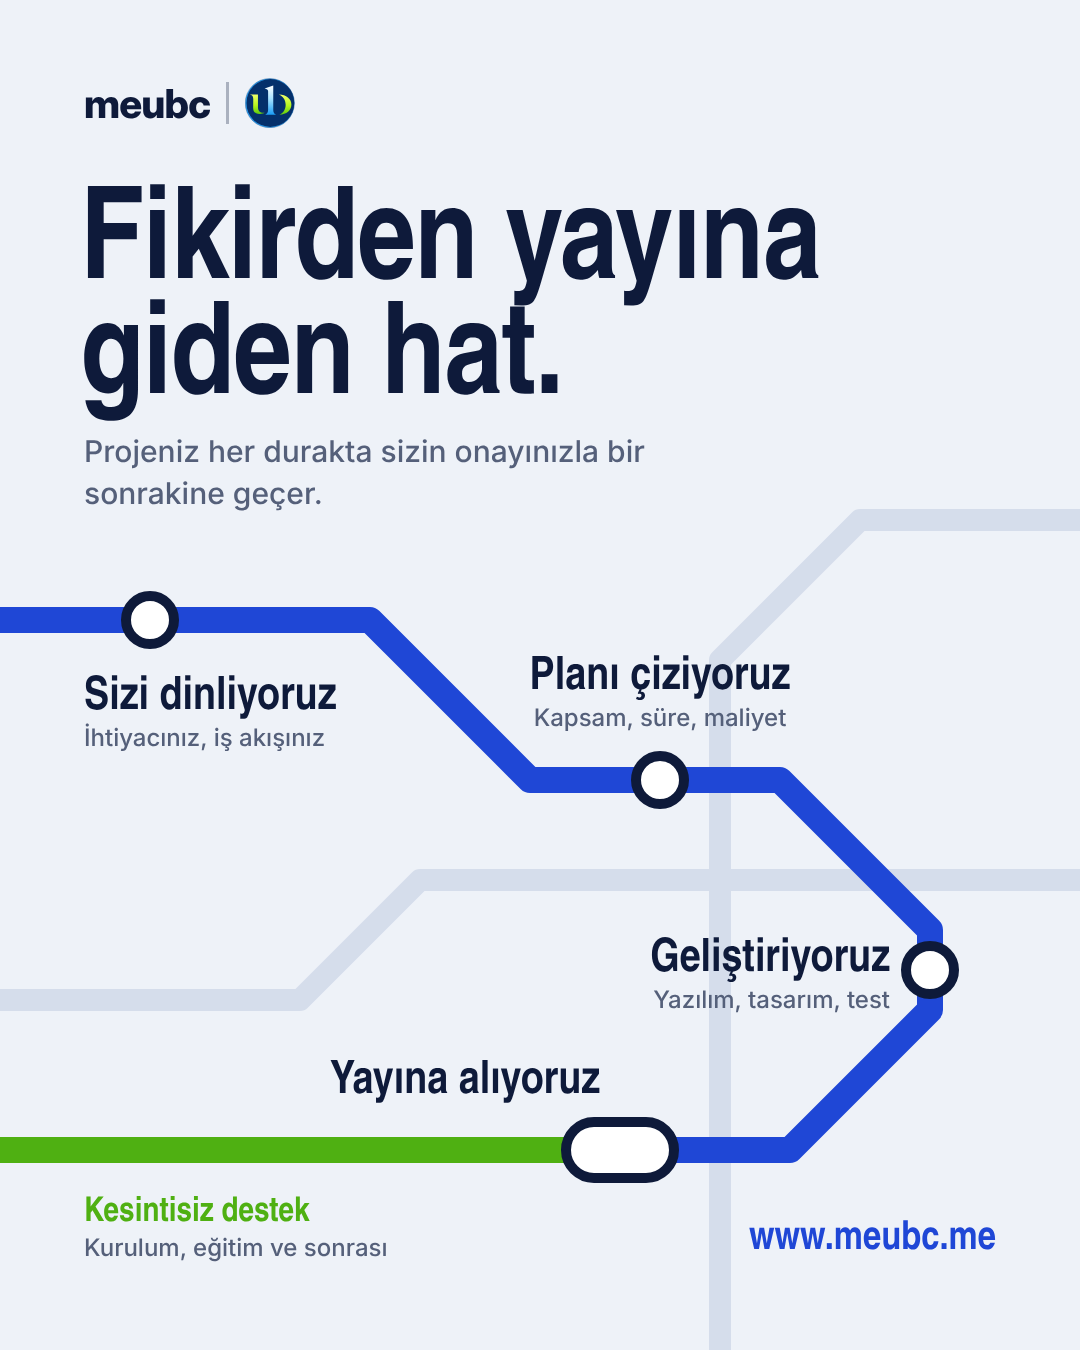 meubc
ub
Fikirden yayına
giden hat.
Projeniz her durakta sizin onayınızla bir
sonrakine geçer.
Sizi dinliyoruz
İhtiyacınız, iş akışınız
Planı çiziyoruz
Kapsam, süre, maliyet
Geliştiriyoruz
Yazılım, tasarım, test
Yayına alıyoruz
Kesintisiz destek
Kurulum, eğitim ve sonrası
www.meubc.me